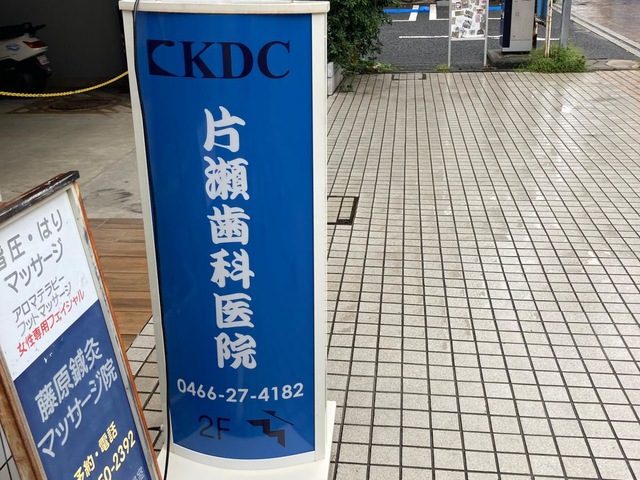 KDC
片瀬歯科医院
0466-27-4182
2F
圧・はり
マッサージ
アロマテラピー
フットマッサージ
女性専用フェイシャル
藤原鍼灸
マッサージ院
予約・電話
50-2392